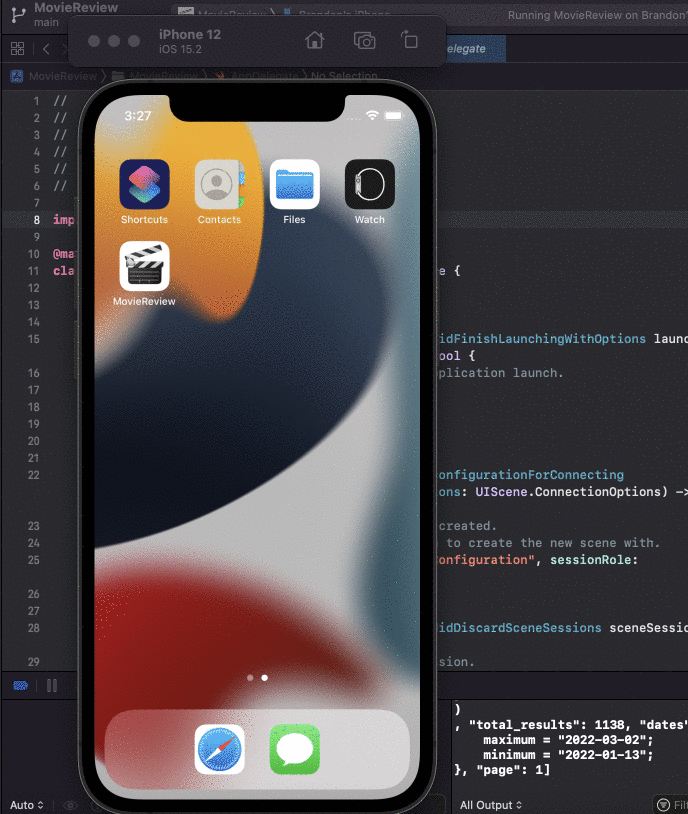 MovieReview
main
MovieReview
Brandon's iPhone
Running MovieReview on Brandon'
iPhone 12
iOS 15.2
elegate
MovieReview
MovieReview
AppDelegate
No Selection
3:27
Shortcuts
Contacts
Files
Watch
MovieReview
1 //
2 //
3 //
4 //
5 //
6 //
7
8 imp
9
10 @ma
11 cla e {
12
13
14
15 idFinishLaunchingWithOptions launc
ool {
16 plication launch.
17
18
19
20
21
22 onfigurationForConnecting
ons: UIScene.ConnectionOptions) ->
23 created.
24 to create the new scene with.
25 onfiguration", sessionRole:
26
27
28 idDiscardSceneSessions sceneSessio
29 sion.
)
, "total_results": 1138, "dates"
maximum = "2022-03-02";
minimum = "2022-01-13";
}, "page": 1]
Auto
All Output
Filt